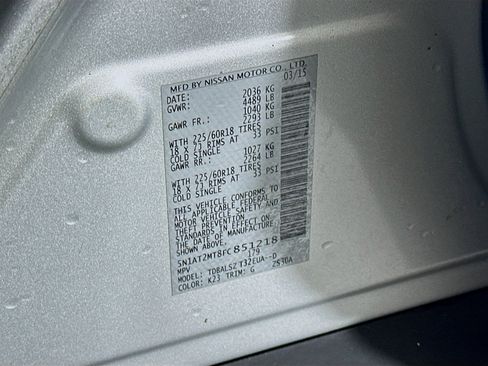 MFD BY NISSAN MOTOR CO., LTD.
DATE: 03/15
GVWR: 2036 KG
4489 LB
GAWR FR.: 1040 KG
2293 LB
WITH 225/60R18 TIRES
18 X 7J RIMS AT 33 PSI
COLD SINGLE
GAWR RR.: 1027 KG
2264 LB
WITH 225/60R18 TIRES
18 X 7J RIMS AT 33 PSI
COLD SINGLE
THIS VEHICLE CONFORMS TO
ALL APPLICABLE FEDERAL
MOTOR VEHICLE SAFETY AND
THEFT PREVENTION
STANDARDS IN EFFECT ON
THE DATE OF MANUFACTURE
SHOWN ABOVE.
5N1AT2MT8FC851218
MPV 179
MODEL: TDBALSZ T32EUA--D
COLOR: K23 TRIM: G 2S30A